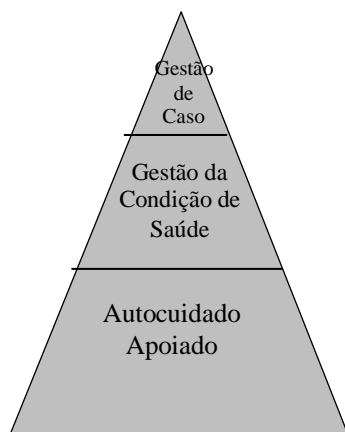 Gestão
de
Caso
Gestão da
Condição de
Saúde
Autocuidado
Apoiado